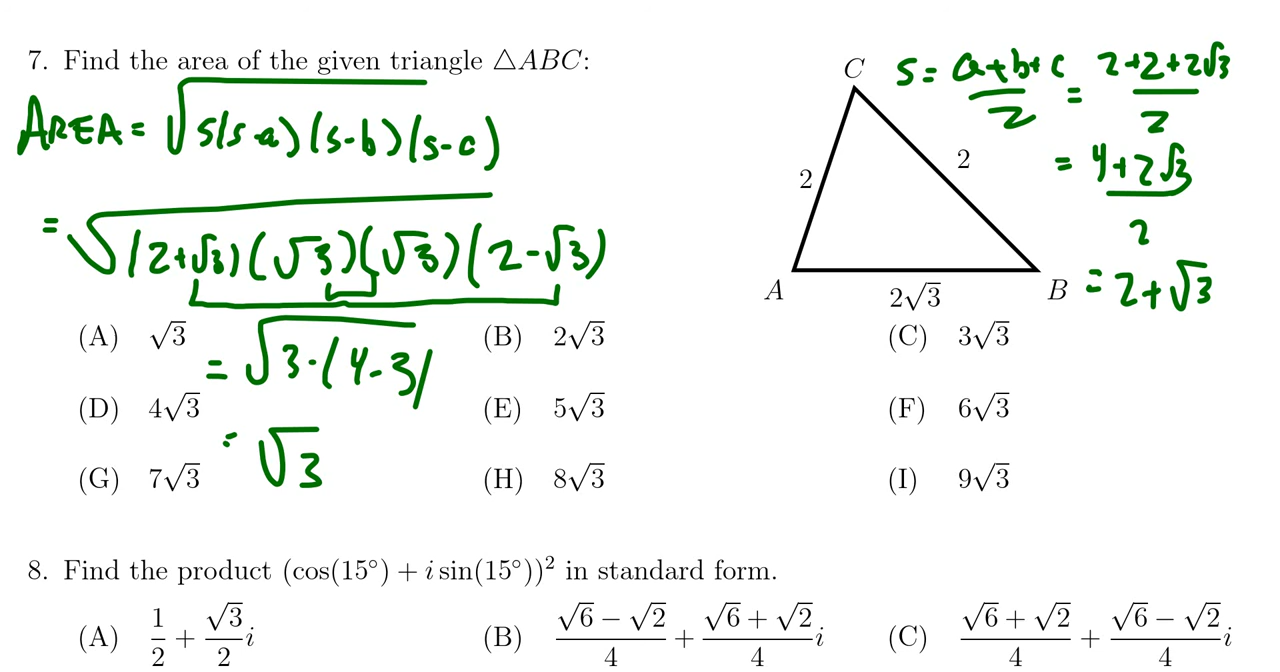 7. Find the area of the given triangle △ABC:
AREA = √s(s-a)(s-b)(s-c)
= √(2+√3)(√3)(√3)(2-√3)
= √3·(4-3)
= √3
C
2
2
A
2√3
B
s = a+b+c/2 = 2+2+2√3/2
= 4+2√3/2
= 2+√3
(A) √3 (B) 2√3 (C) 3√3
(D) 4√3 (E) 5√3 (F) 6√3
(G) 7√3 (H) 8√3 (I) 9√3
8. Find the product (cos(15°) + i sin(15°))² in standard form.
(A) 1/2 + √3/2 i (B) √6 − √2/4 + √6 + √2/4 i (C) √6 + √2/4 + √6 − √2/4 i